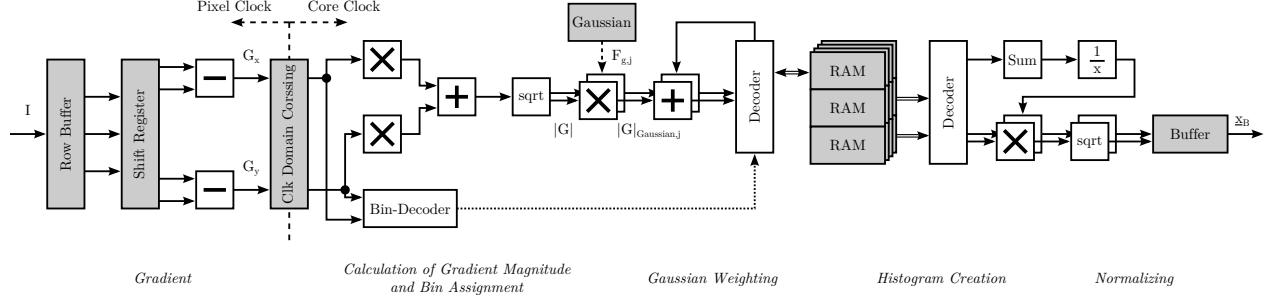 Pixel Clock
Core Clock
I
Row Buffer
Shift Register
G_x
G_y
Clk Domain Corssing
Bin-Decoder
sqrt
|G|
Gaussian
F_{g,j}
|G|_{Gaussian,j}
Decoder
RAM
RAM
RAM
Decoder
Sum
1
x
sqrt
Buffer
x_B
Gradient
Calculation of Gradient Magnitude
and Bin Assignment
Gaussian Weighting
Histogram Creation
Normalizing